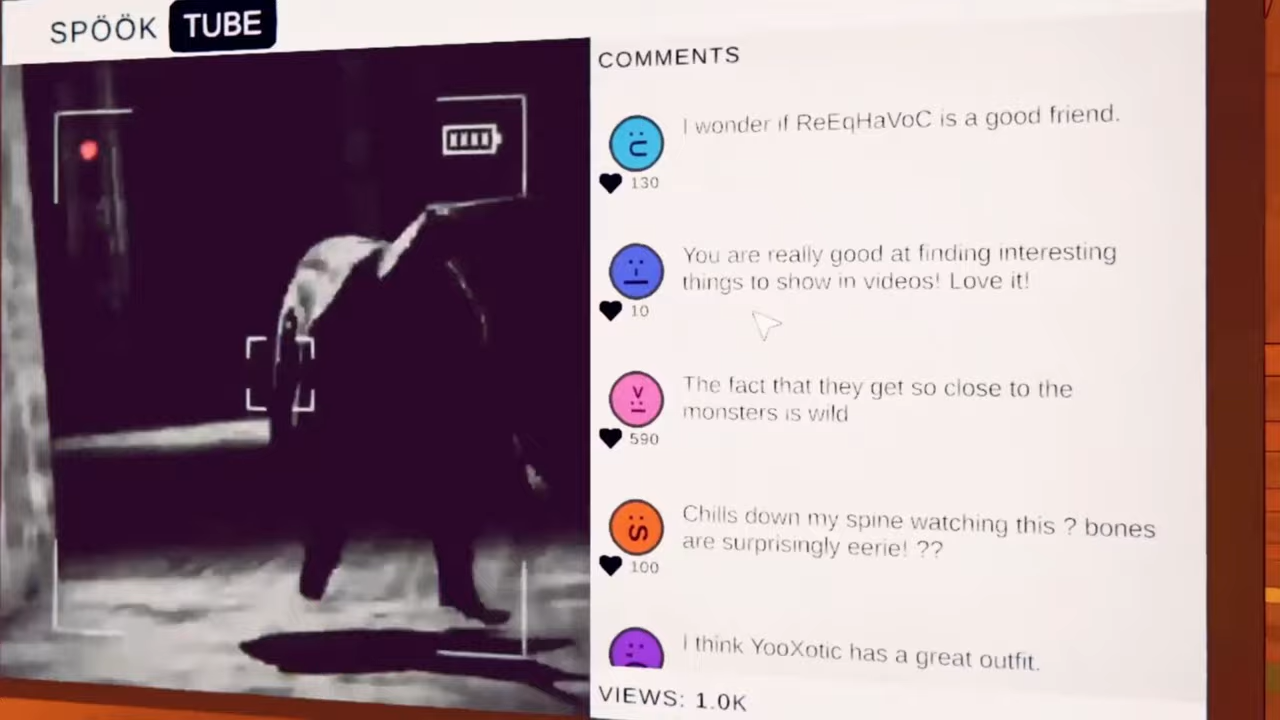 SPÖÖK TUBE
COMMENTS
I wonder if ReEqHaVoC is a good friend.
130
You are really good at finding interesting
things to show in videos! Love it!
10
The fact that they get so close to the
monsters is wild
590
Chills down my spine watching this ? bones
are surprisingly eerie! ??
100
I think YooXotic has a great outfit.
VIEWS: 1.0K